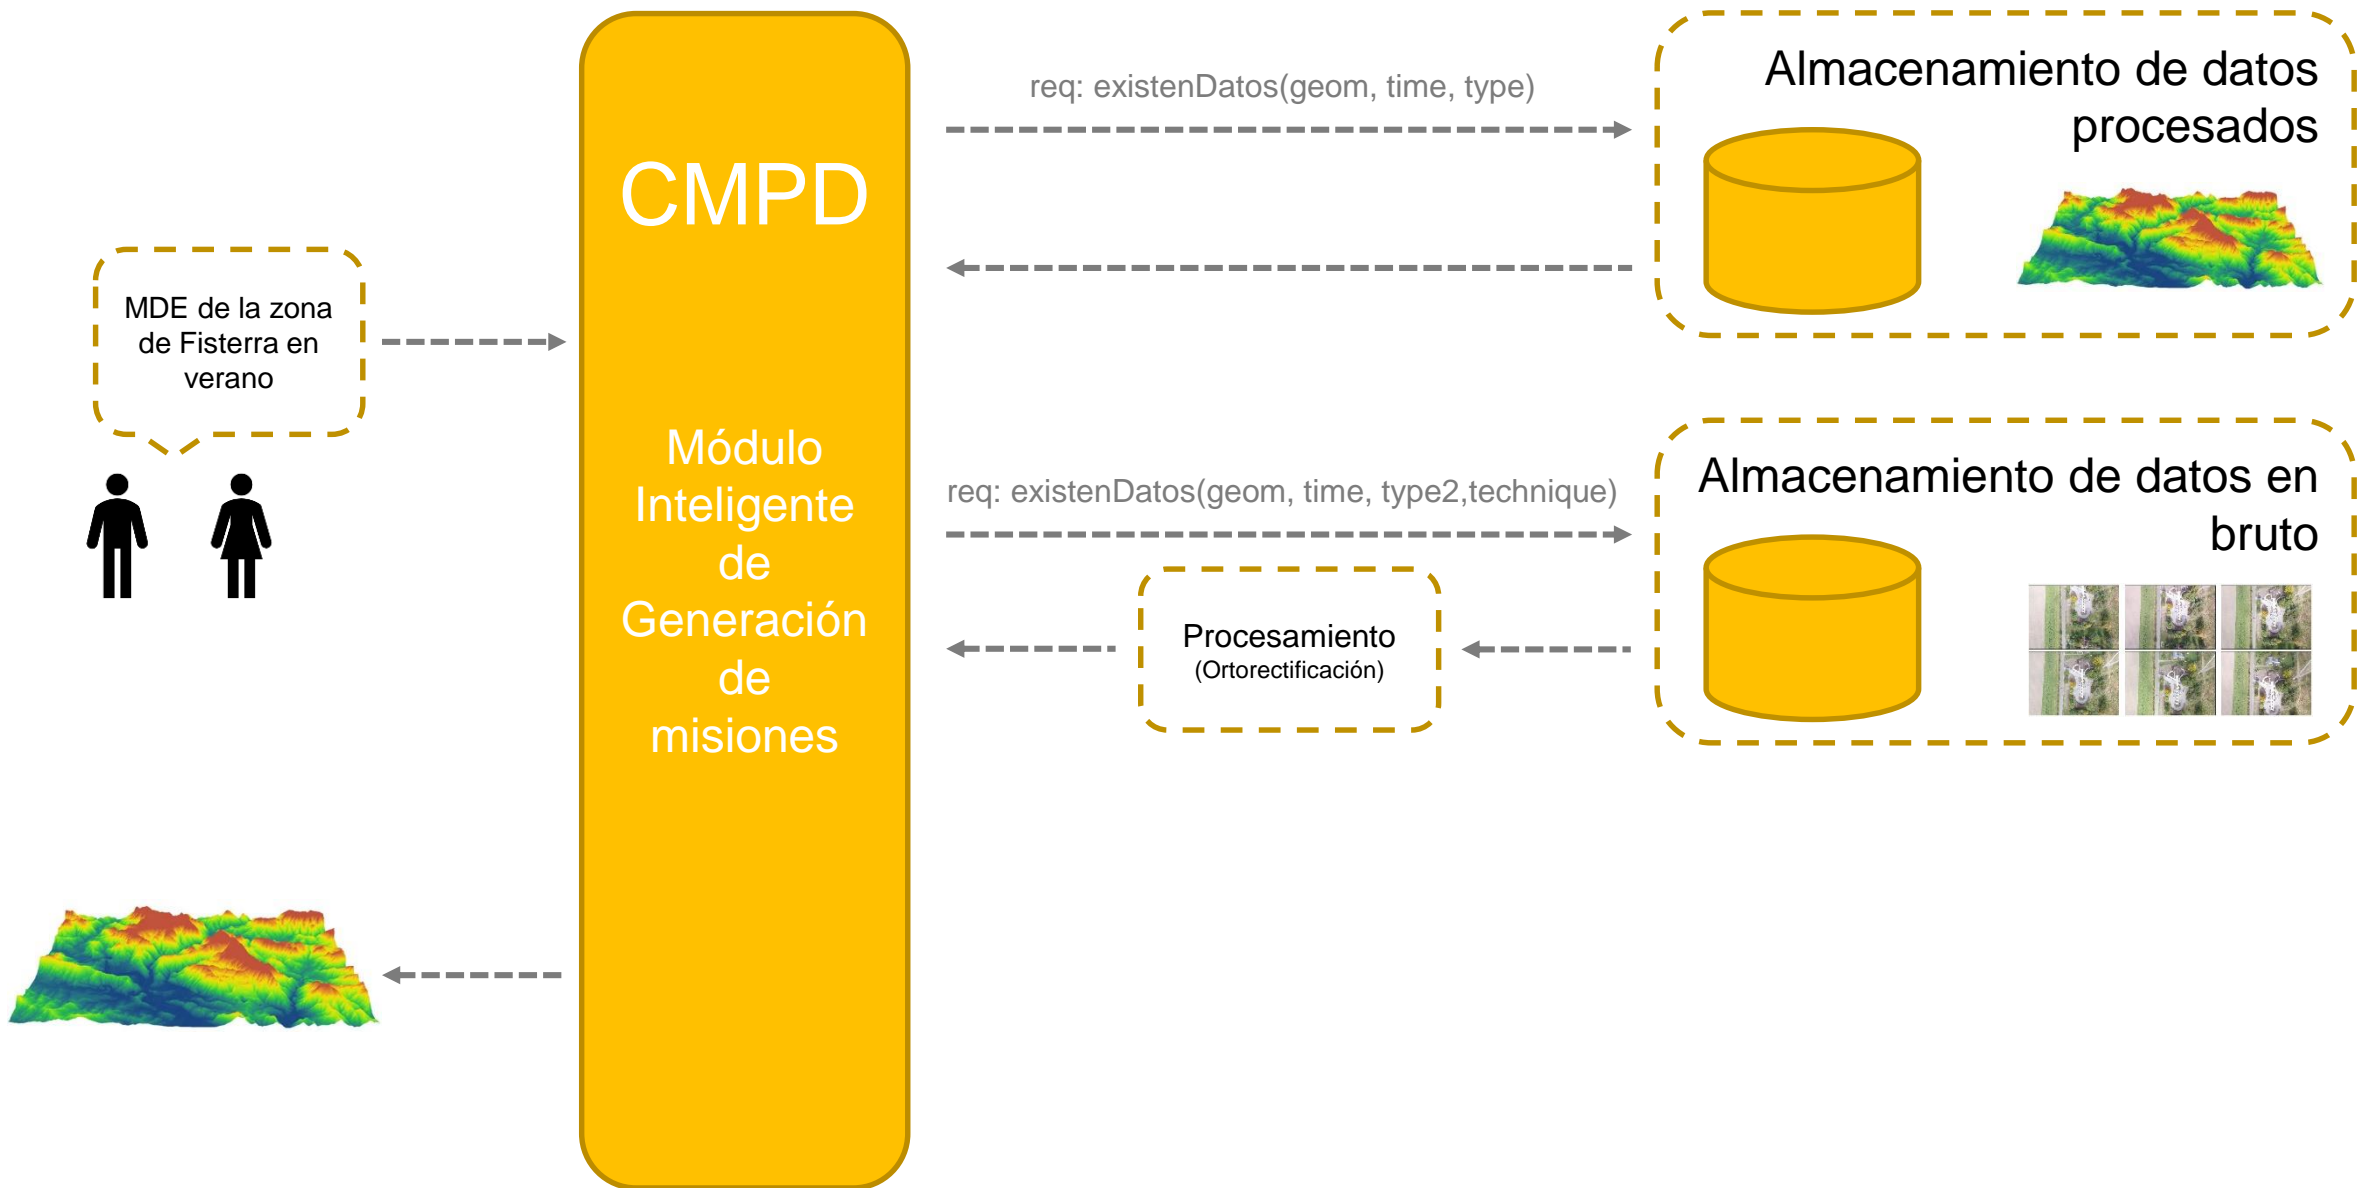 MDE de la zona
de Fisterra en
verano
CMPD
Módulo
Inteligente
de
Generación
de
misiones
req: existenDatos(geom, time, type)
Almacenamiento de datos
procesados
req: existenDatos(geom, time, type2,technique)
Procesamiento
(Ortorectificación)
Almacenamiento de datos en
bruto